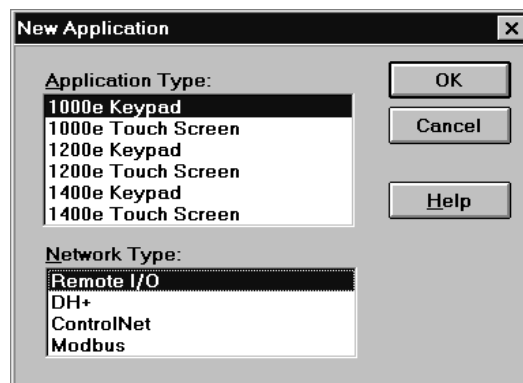 New Application
Application Type:
1000e Keypad
1000e Touch Screen
1200e Keypad
1200e Touch Screen
1400e Keypad
1400e Touch Screen
OK
Cancel
Help
Network Type:
Remote I/O
DH+
ControlNet
Modbus